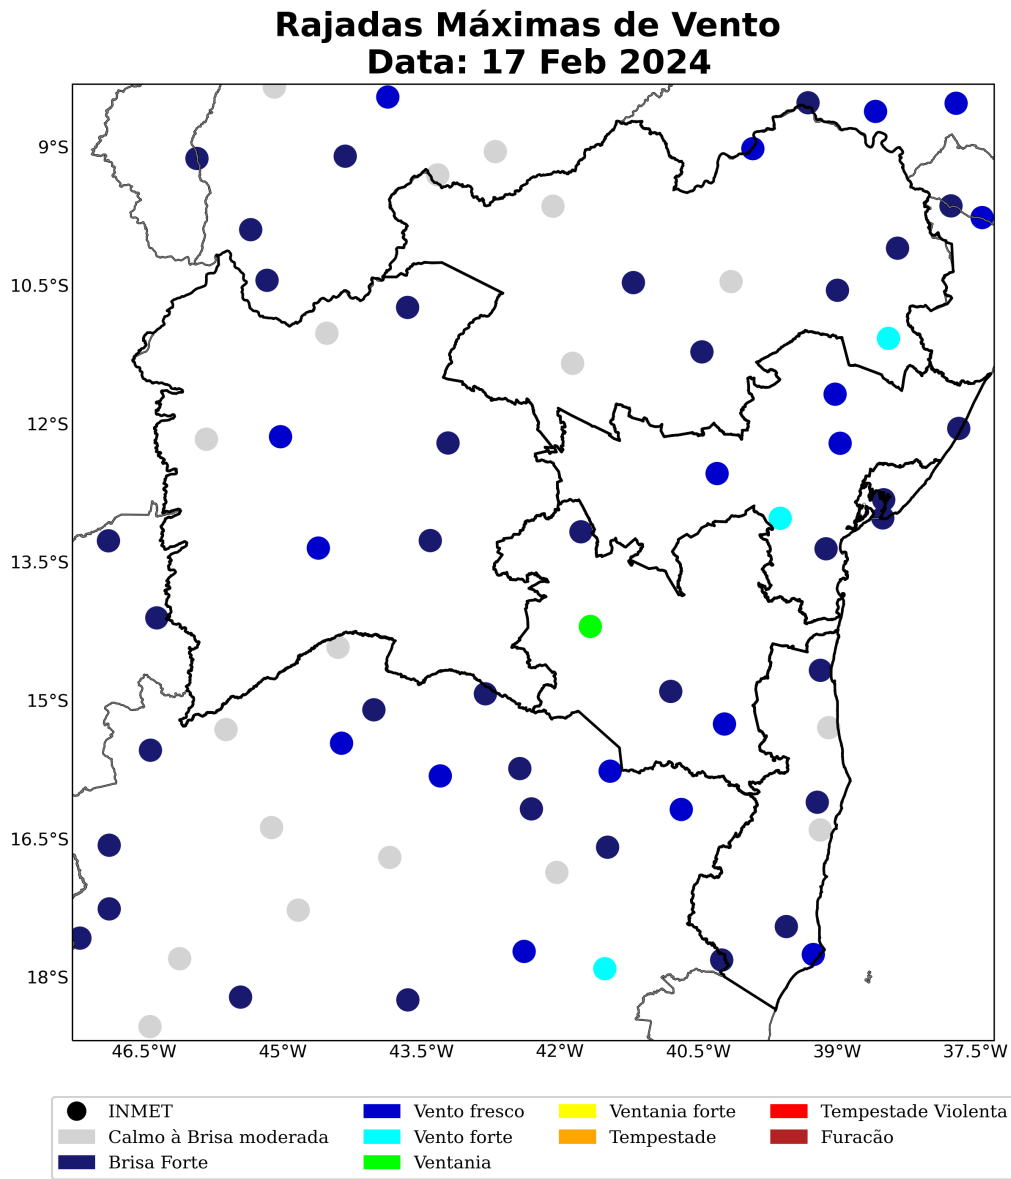 Rajadas Máximas de Vento
Data: 17 Feb 2024
9°S
10.5°S
12°S
13.5°S
15°S
16.5°S
18°S
46.5°W 45°W 43.5°W 42°W 40.5°W 39°W 37.5°W
INMET
Calmo à Brisa moderada
Brisa Forte
Vento fresco
Vento forte
Ventania
Ventania forte
Tempestade
Tempestade Violenta
Furacão